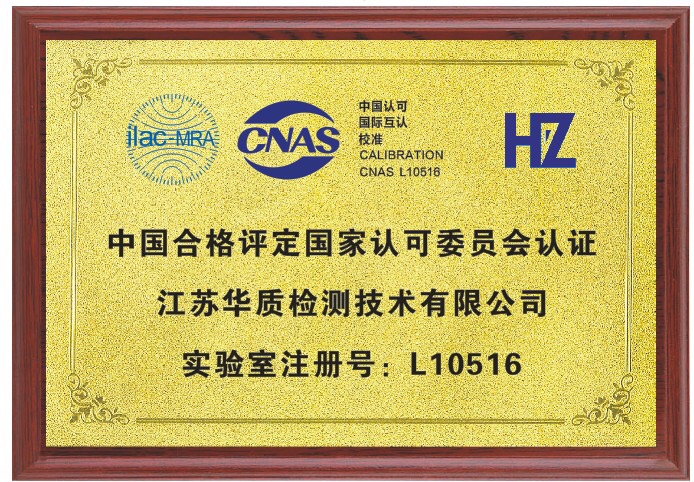 ilac-MRA
CNAS
中国认可
国际互认
校准
CALIBRATION
CNAS L10516
HZ
中国合格评定国家认可委员会认证
江苏华质检测技术有限公司
实验室注册号：L10516